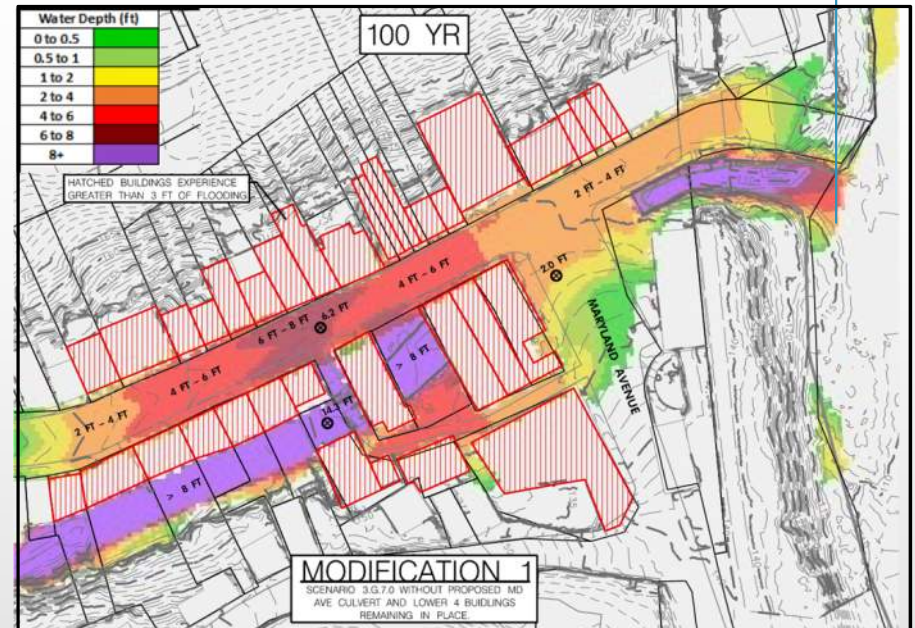 Water Depth (ft)
0 to 0.5
0.5 to 1
1 to 2
2 to 4
4 to 6
6 to 8
8+
100 YR
HATCHED BUILDINGS EXPERIENCE
GREATER THAN 3 FT OF FLOODING
2 FT - 4 FT
4 FT - 6 FT
2.0 FT
6 FT - 8 FT
6.2 FT
> 8 FT
MARYLAND AVENUE
4 FT - 6 FT
2 FT - 4 FT
> 8 FT
MODIFICATION 1
SCENARIO 3.G.7.0 WITHOUT PROPOSED MD
AVE CULVERT AND LOWER 4 BUIDLINGS
REMAINING IN PLACE.